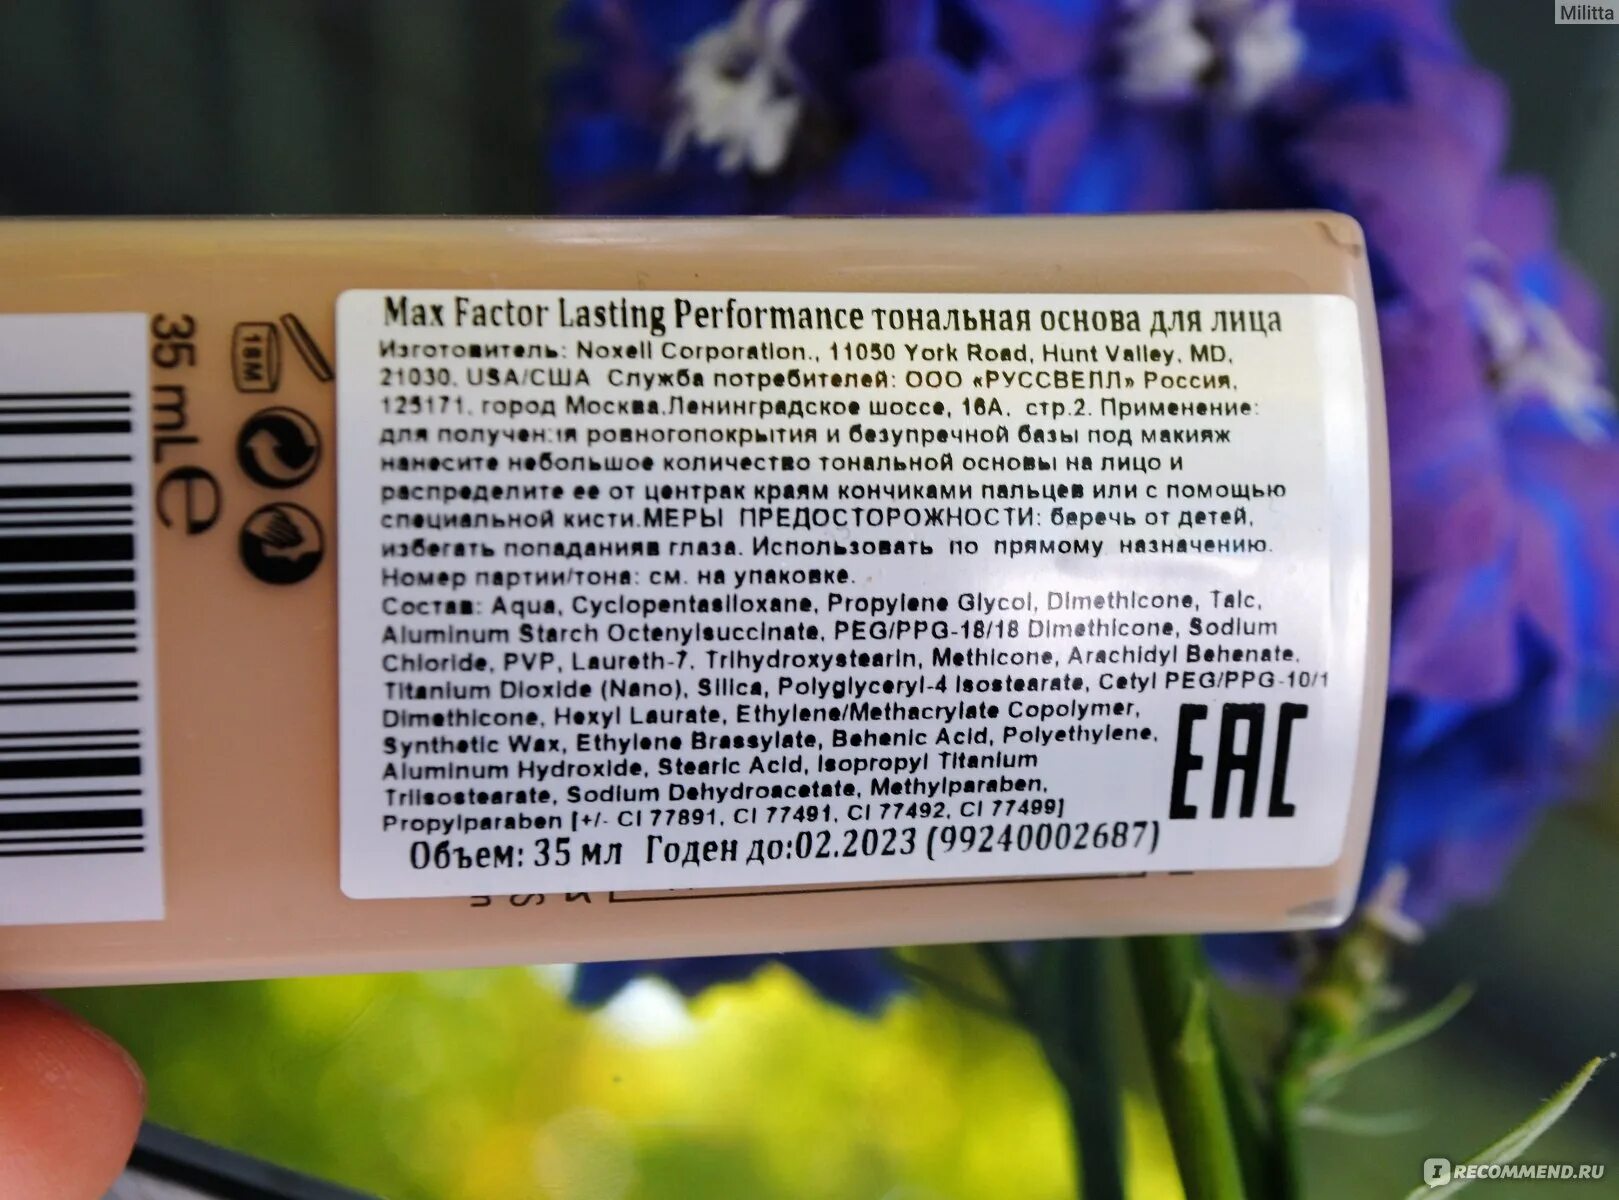 Militta
35 mL e
18M
Max Factor Lasting Performance тональная основа для лица
Изготовитель: Noxell Corporation., 11050 York Road, Hunt Valley, MD,
21030, USA/США Служба потребителей: ООО «РУССВЕЛЛ» Россия,
125171, город Москва,Ленинградское шоссе, 16А, стр.2. Применение:
для получения ровногопокрытия и безупречной базы под макияж
нанесите небольшое количество тональной основы на лицо и
распределите ее от центрак краям кончиками пальцев или с помощью
специальной кисти.МЕРЫ ПРЕДОСТОРОЖНОСТИ: беречь от детей,
избегать попаданияв глаза. Использовать по прямому назначению.
Номер партии/тона: см. на упаковке.
Состав: Aqua, Cyclopentasiloxane, Propylene Glycol, Dimethicone, Talc,
Aluminum Starch Octenylsuccinate, PEG/PPG-18/18 Dimethicone, Sodium
Chloride, PVP, Laureth-7, Trihydroxystearin, Methicone, Arachidyl Behenate,
Titanium Dioxide (Nano), Silica, Polyglyceryl-4 Isostearate, Cetyl PEG/PPG-10/1
Dimethicone, Hexyl Laurate, Ethylene/Methacrylate Copolymer,
Synthetic Wax, Ethylene Brassylate, Behenic Acid, Polyethylene,
Aluminum Hydroxide, Stearic Acid, Isopropyl Titanium
Triisostearate, Sodium Dehydroacetate, Methylparaben,
Propylparaben [+/- CI 77891, CI 77491, CI 77492, CI 77499]
EAC
Объем: 35 мл Годен до:02.2023 (99240002687)
RECOMMEND.RU